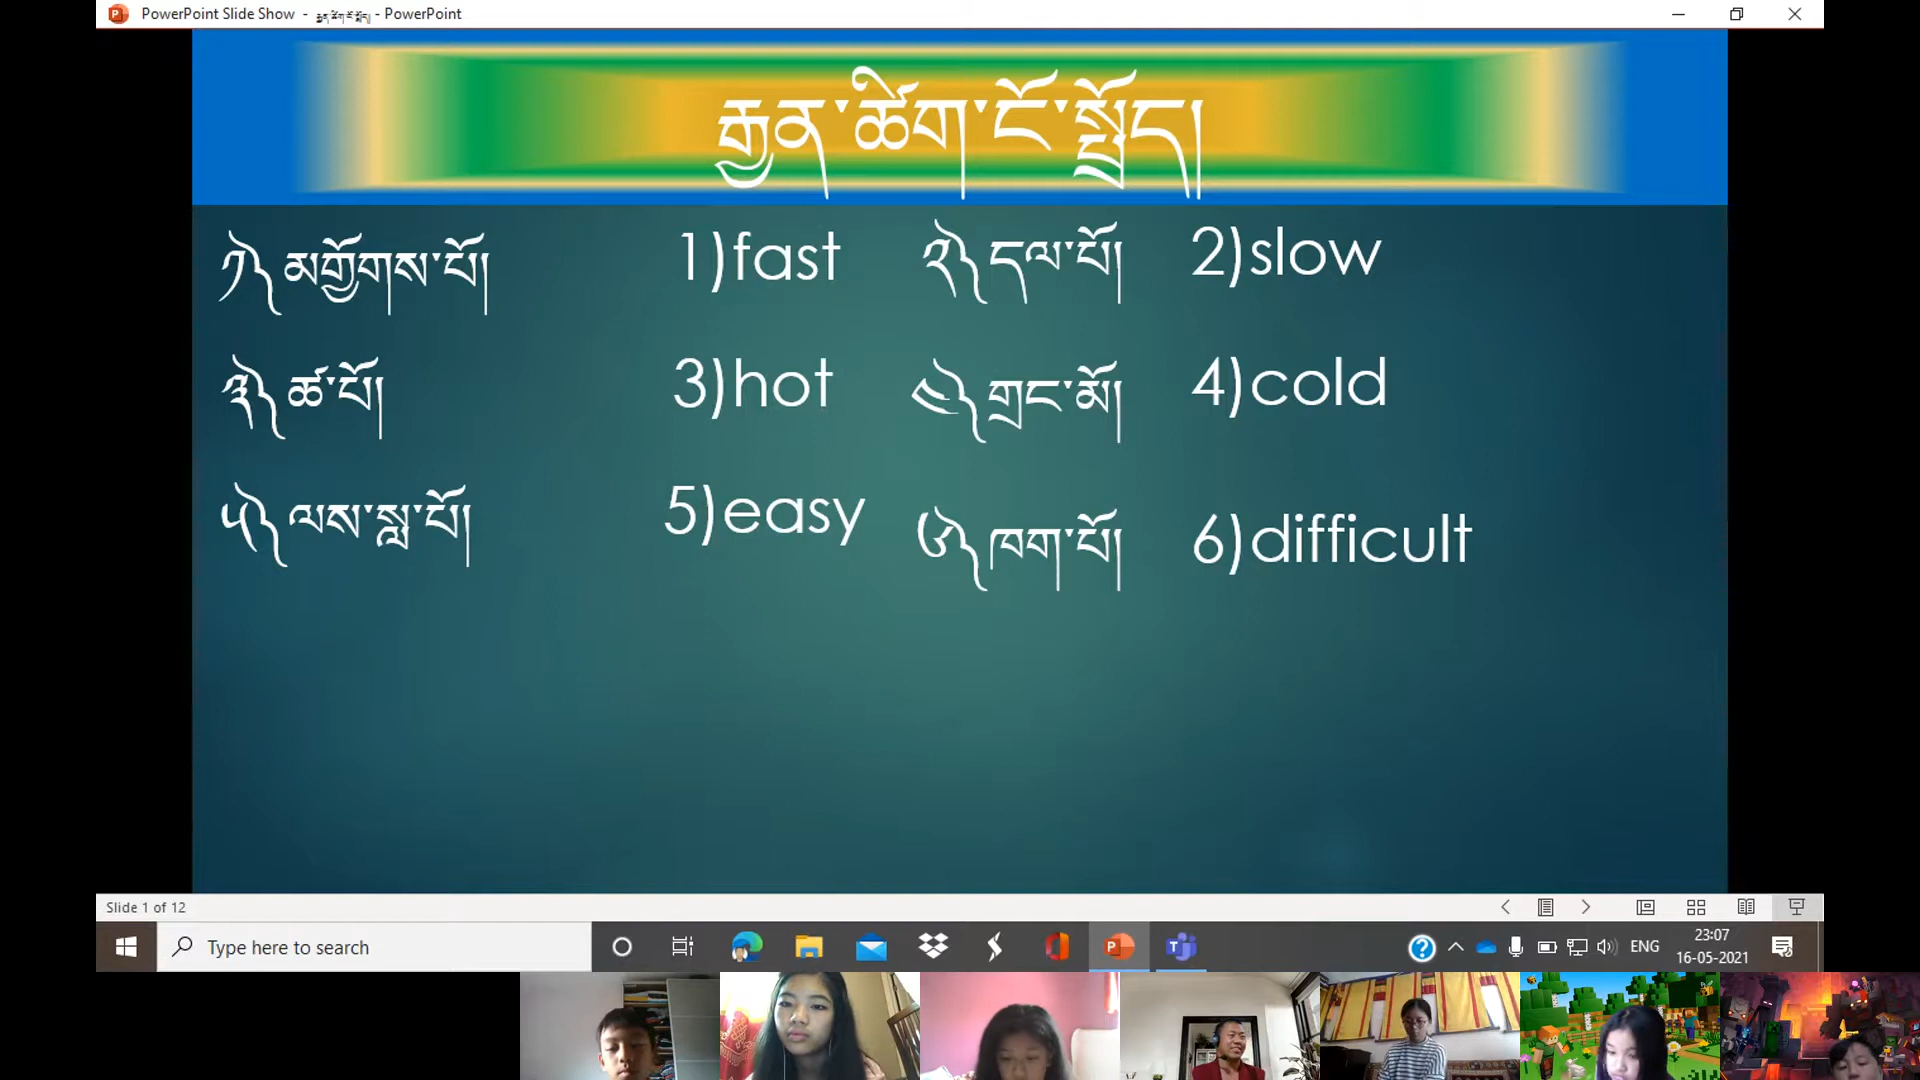 PowerPoint Slide Show - རྒྱན་ཚིག་ངོ་སྤྲོད། - PowerPoint
རྒྱན་ཚིག་ངོ་སྤྲོད།
༡༽ མགྱོགས་པོ། 1)fast ༢༽ དལ་པོ། 2)slow
༣༽ ཚ་པོ། 3)hot ༤༽ གྲང་མོ། 4)cold
༥༽ ལས་སླ་པོ། 5)easy ༦༽ ཁག་པོ། 6)difficult
Slide 1 of 12
Type here to search
ENG
23:07
16-05-2021